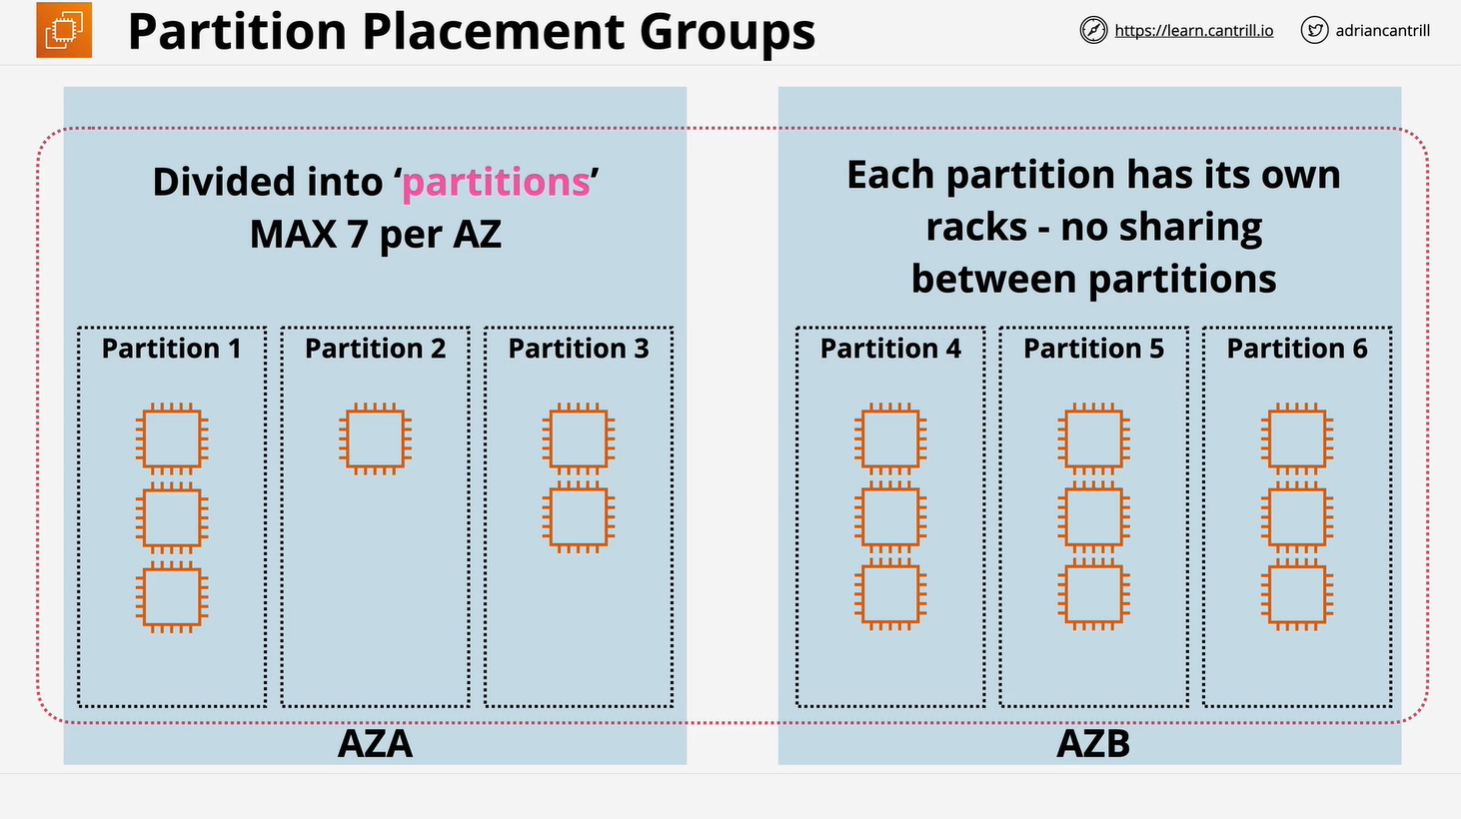 Partition Placement Groups
https://learn.cantrill.io
adriancantrill
Divided into ‘partitions’
MAX 7 per AZ
Each partition has its own
racks - no sharing
between partitions
Partition 1
Partition 2
Partition 3
Partition 4
Partition 5
Partition 6
AZA
AZB